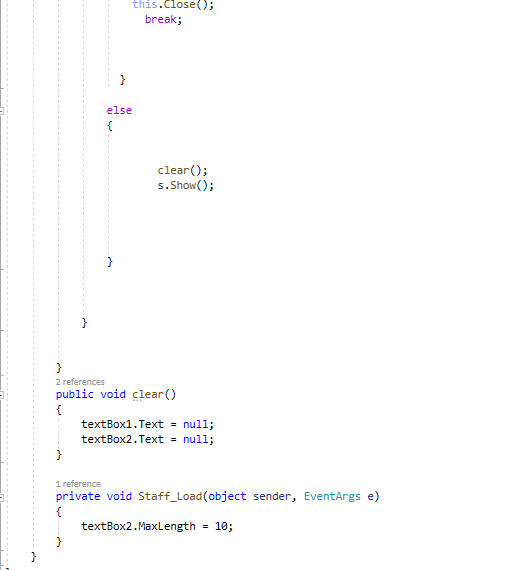 this.Close();
break;
}
else
{
clear();
s.Show();
}
}
}
2 references
public void clear()
{
textBox1.Text = null;
textBox2.Text = null;
}
1 reference
private void Staff_Load(object sender, EventArgs e)
{
textBox2.MaxLength = 10;
}
}